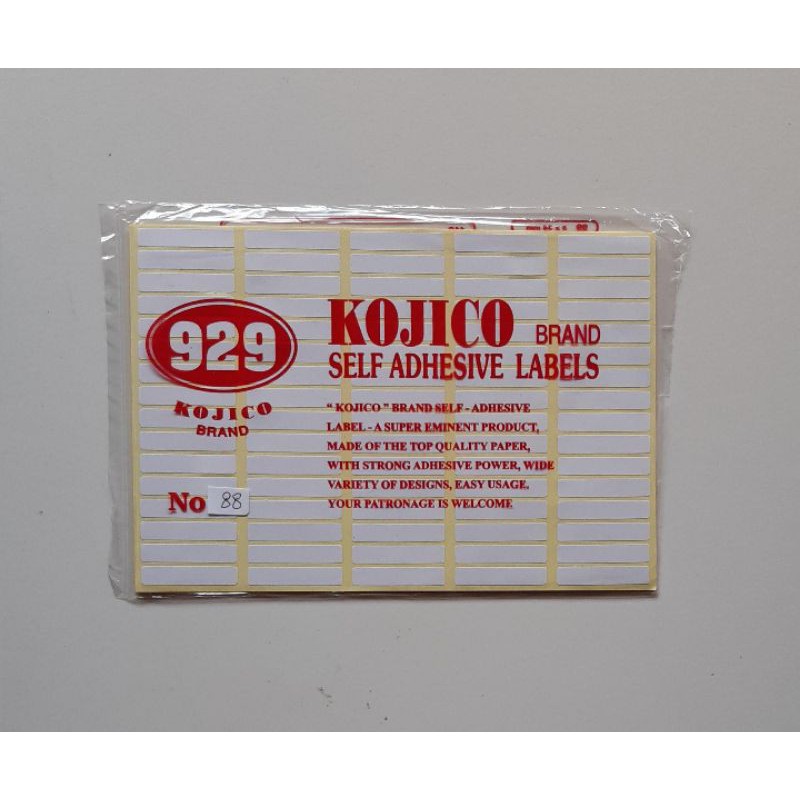 929
KOJICO
BRAND
No 88
KOJICO BRAND
SELF ADHESIVE LABELS
“ KOJICO ” BRAND SELF - ADHESIVE
LABEL - A SUPER EMINENT PRODUCT,
MADE OF THE TOP QUALITY PAPER,
WITH STRONG ADHESIVE POWER, WIDE
VARIETY OF DESIGNS, EASY USAGE.
YOUR PATRONAGE IS WELCOME